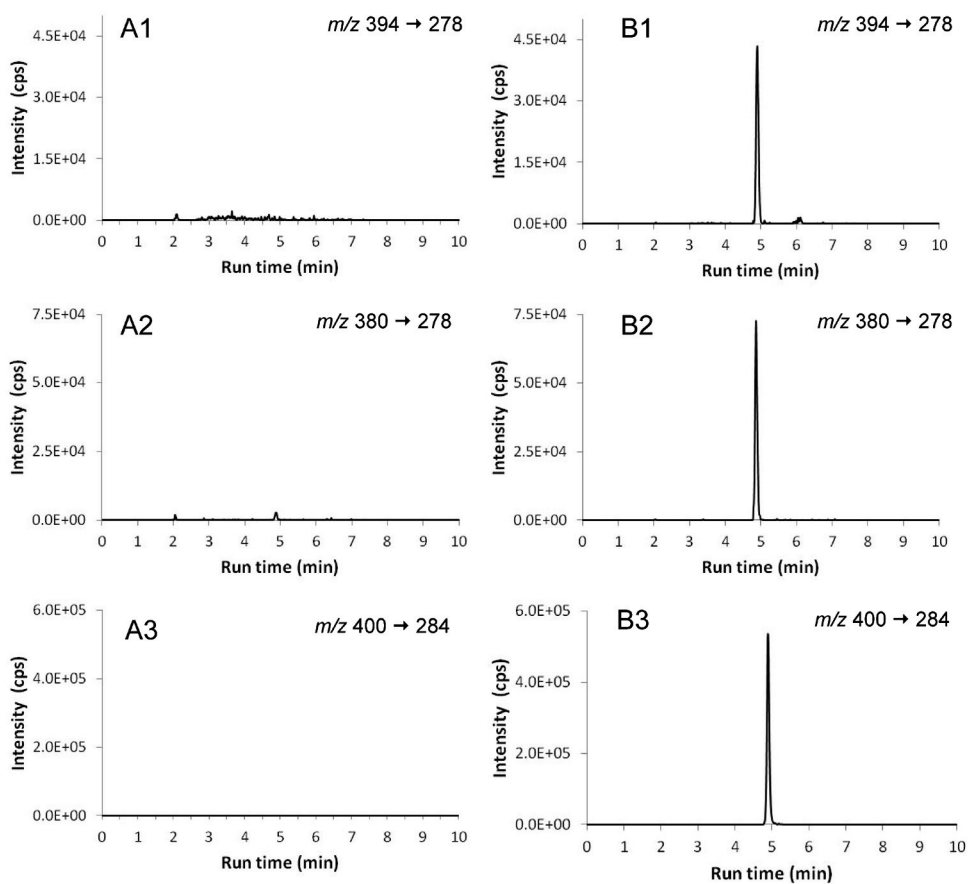 A1
m/z 394 → 278
Intensity (cps)
4.5E+04
3.0E+04
1.5E+04
0.0E+00
0 1 2 3 4 5 6 7 8 9 10
Run time (min)
B1
m/z 394 → 278
Intensity (cps)
4.5E+04
3.0E+04
1.5E+04
0.0E+00
0 1 2 3 4 5 6 7 8 9 10
Run time (min)
A2
m/z 380 → 278
Intensity (cps)
7.5E+04
5.0E+04
2.5E+04
0.0E+00
0 1 2 3 4 5 6 7 8 9 10
Run time (min)
B2
m/z 380 → 278
Intensity (cps)
7.5E+04
5.0E+04
2.5E+04
0.0E+00
0 1 2 3 4 5 6 7 8 9 10
Run time (min)
A3
m/z 400 → 284
Intensity (cps)
6.0E+05
4.0E+05
2.0E+05
0.0E+00
0 1 2 3 4 5 6 7 8 9 10
Run time (min)
B3
m/z 400 → 284
Intensity (cps)
6.0E+05
4.0E+05
2.0E+05
0.0E+00
0 1 2 3 4 5 6 7 8 9 10
Run time (min)